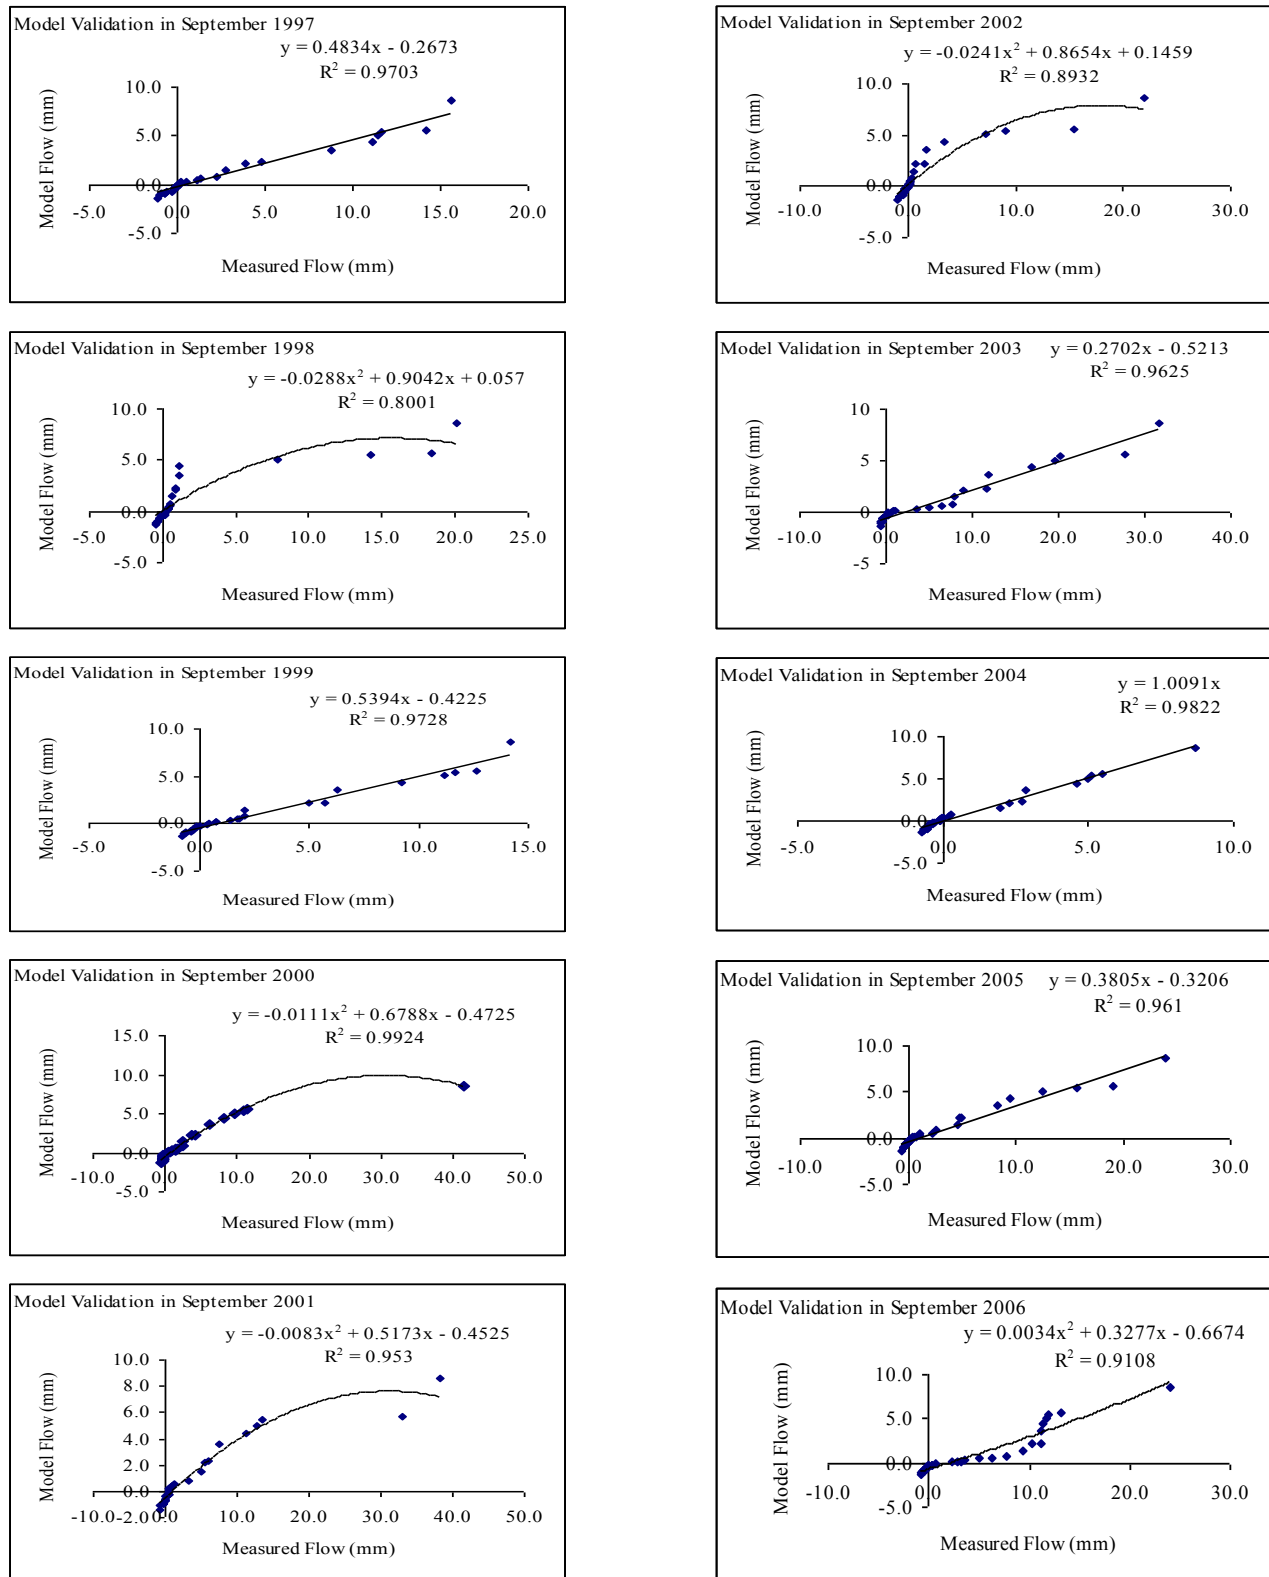 Model Validation in September 1997
y = 0.4834x - 0.2673
R² = 0.9703
Model Flow (mm)
10.0
5.0
0.0
-5.0
-5.0 0.0 5.0 10.0 15.0 20.0
Measured Flow (mm)
Model Validation in September 1998
y = -0.0288x² + 0.9042x + 0.057
R² = 0.8001
Model Flow (mm)
10.0
5.0
0.0
-5.0
-5.0 0.0 5.0 10.0 15.0 20.0 25.0
Measured Flow (mm)
Model Validation in September 1999
y = 0.5394x - 0.4225
R² = 0.9728
Model Flow (mm)
10.0
5.0
0.0
-5.0
-5.0 0.0 5.0 10.0 15.0
Measured Flow (mm)
Model Validation in September 2000
y = -0.0111x² + 0.6788x - 0.4725
R² = 0.9924
Model Flow (mm)
15.0
10.0
5.0
0.0
-5.0
-10.0 0.0 10.0 20.0 30.0 40.0 50.0
Measured Flow (mm)
Model Validation in September 2001
y = -0.0083x² + 0.5173x - 0.4525
R² = 0.953
Model Flow (mm)
10.0
8.0
6.0
4.0
2.0
0.0
-2.0
-10.0 0.0 10.0 20.0 30.0 40.0 50.0
Measured Flow (mm)
Model Validation in September 2002
y = -0.0241x² + 0.8654x + 0.1459
R² = 0.8932
Model Flow (mm)
10.0
5.0
0.0
-5.0
-10.0 0.0 10.0 20.0 30.0
Measured Flow (mm)
Model Validation in September 2003 y = 0.2702x - 0.5213
R² = 0.9625
Model Flow (mm)
10
5
0
-5
-10.0 0.0 10.0 20.0 30.0 40.0
Measured Flow (mm)
Model Validation in September 2004
y = 1.0091x
R² = 0.9822
Model Flow (mm)
10.0
5.0
0.0
-5.0
-5.0 0.0 5.0 10.0
Measured Flow (mm)
Model Validation in September 2005 y = 0.3805x - 0.3206
R² = 0.961
Model Flow (mm)
10.0
5.0
0.0
-5.0
-10.0 0.0 10.0 20.0 30.0
Measured Flow (mm)
Model Validation in September 2006
y = 0.0034x² + 0.3277x - 0.6674
R² = 0.9108
Model Flow (mm)
10.0
5.0
0.0
-5.0
-10.0 0.0 10.0 20.0 30.0
Measured Flow (mm)